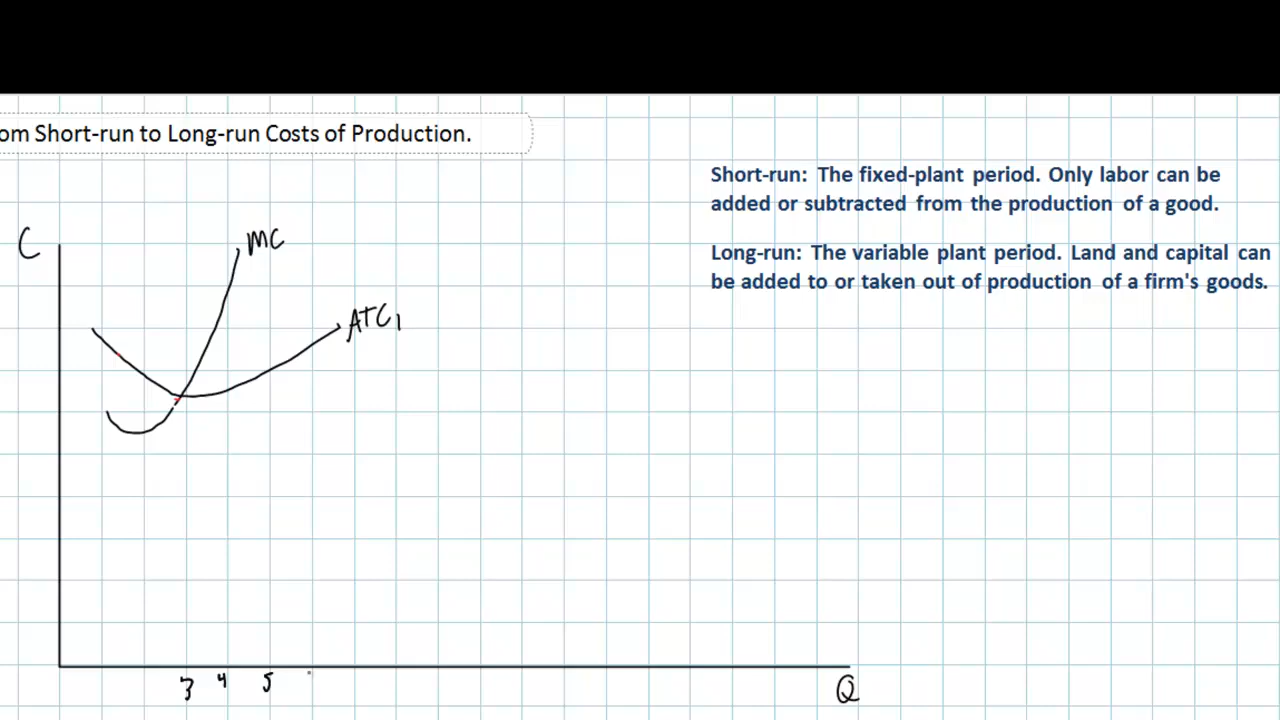 om Short-run to Long-run Costs of Production.
Short-run: The fixed-plant period. Only labor can be
added or subtracted from the production of a good.
Long-run: The variable plant period. Land and capital can
be added to or taken out of production of a firm's goods.
C
MC
ATC1
3 4 5
Q